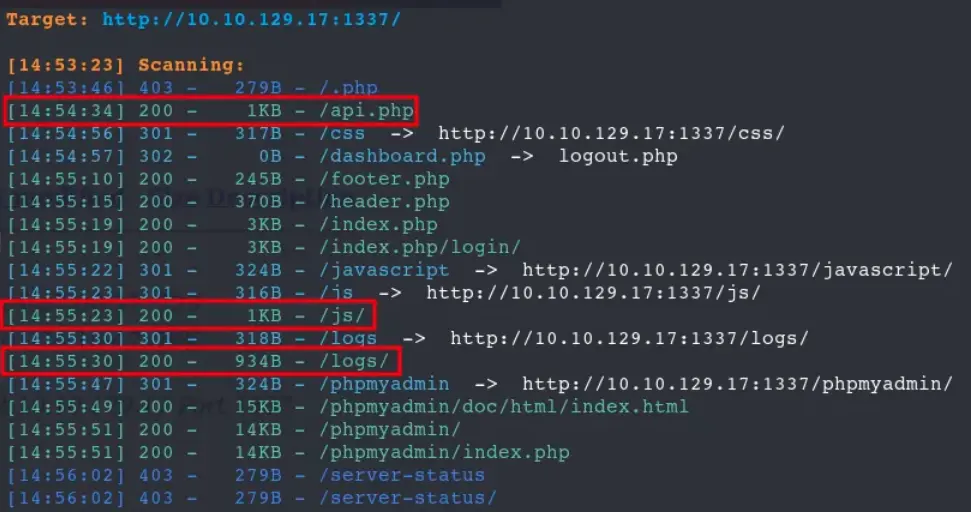 Target: http://10.10.129.17:1337/
[14:53:23] Scanning:
[14:53:46] 403 - 279B - /.php
[14:54:34] 200 - 1KB - /api.php
[14:54:56] 301 - 317B - /css -> http://10.10.129.17:1337/css/
[14:54:57] 302 - 0B - /dashboard.php -> logout.php
[14:55:10] 200 - 245B - /footer.php
[14:55:15] 200 - 370B - /header.php
[14:55:19] 200 - 3KB - /index.php
[14:55:19] 200 - 3KB - /index.php/login/
[14:55:22] 301 - 324B - /javascript -> http://10.10.129.17:1337/javascript/
[14:55:23] 301 - 316B - /js -> http://10.10.129.17:1337/js/
[14:55:23] 200 - 1KB - /js/
[14:55:30] 301 - 318B - /logs -> http://10.10.129.17:1337/logs/
[14:55:30] 200 - 934B - /logs/
[14:55:47] 301 - 324B - /phpmyadmin -> http://10.10.129.17:1337/phpmyadmin/
[14:55:49] 200 - 15KB - /phpmyadmin/doc/html/index.html
[14:55:51] 200 - 14KB - /phpmyadmin/
[14:55:51] 200 - 14KB - /phpmyadmin/index.php
[14:56:02] 403 - 279B - /server-status
[14:56:02] 403 - 279B - /server-status/